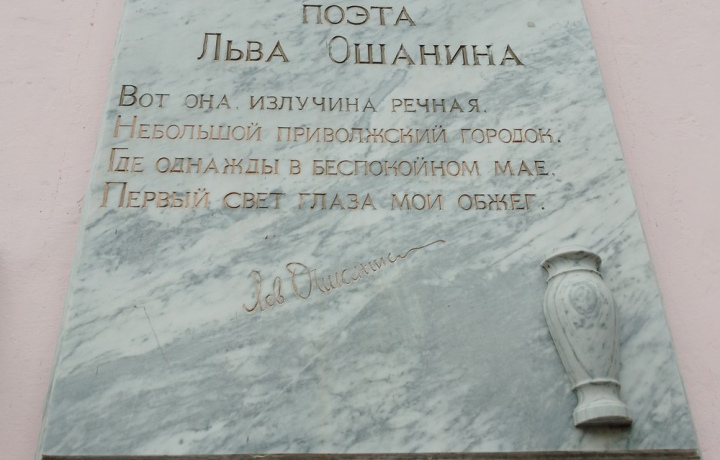 ПОЭТА
ЛЬВА ОШАНИНА
ВОТ ОНА, ИЗЛУЧИНА РЕЧНАЯ.
НЕБОЛЬШОЙ ПРИВОЛЖСКИЙ ГОРОДОК.
ГДЕ ОДНАЖДЫ В БЕСПОКОЙНОМ МАЕ.
ПЕРВЫЙ СВЕТ ГЛАЗА МОИ ОБЖЕГ.
Лев Ошанин